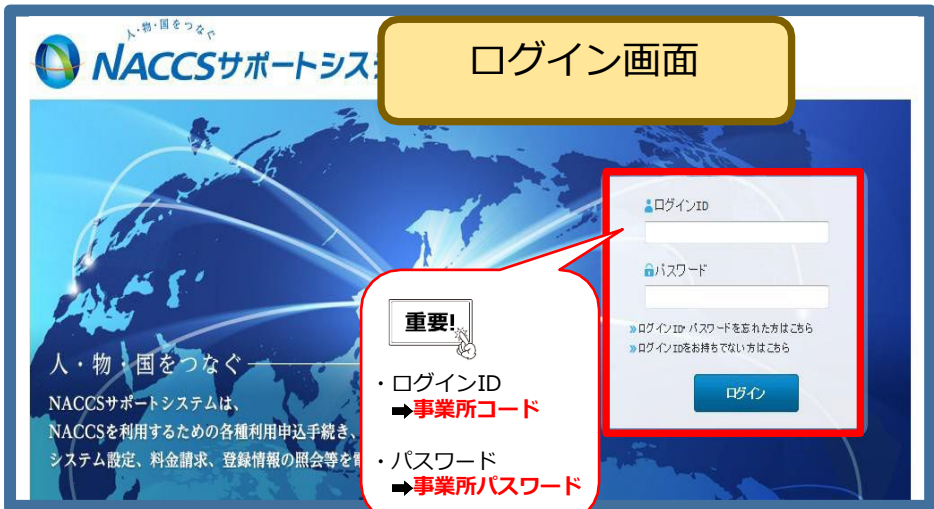 人・物・国をつなぐ
NACCSサポートシス
ログイン画面
ログインID
パスワード
»ログインID・パスワードを忘れた方はこちら
»ログインIDをお持ちでない方はこちら
ログイン
重要!
・ログインID
➡事業所コード
・パスワード
➡事業所パスワード
人・物・国をつなぐ
NACCSサポートシステムは、
NACCSを利用するための各種利用申込手続き、
システム設定、料金請求、登録情報の照会等を